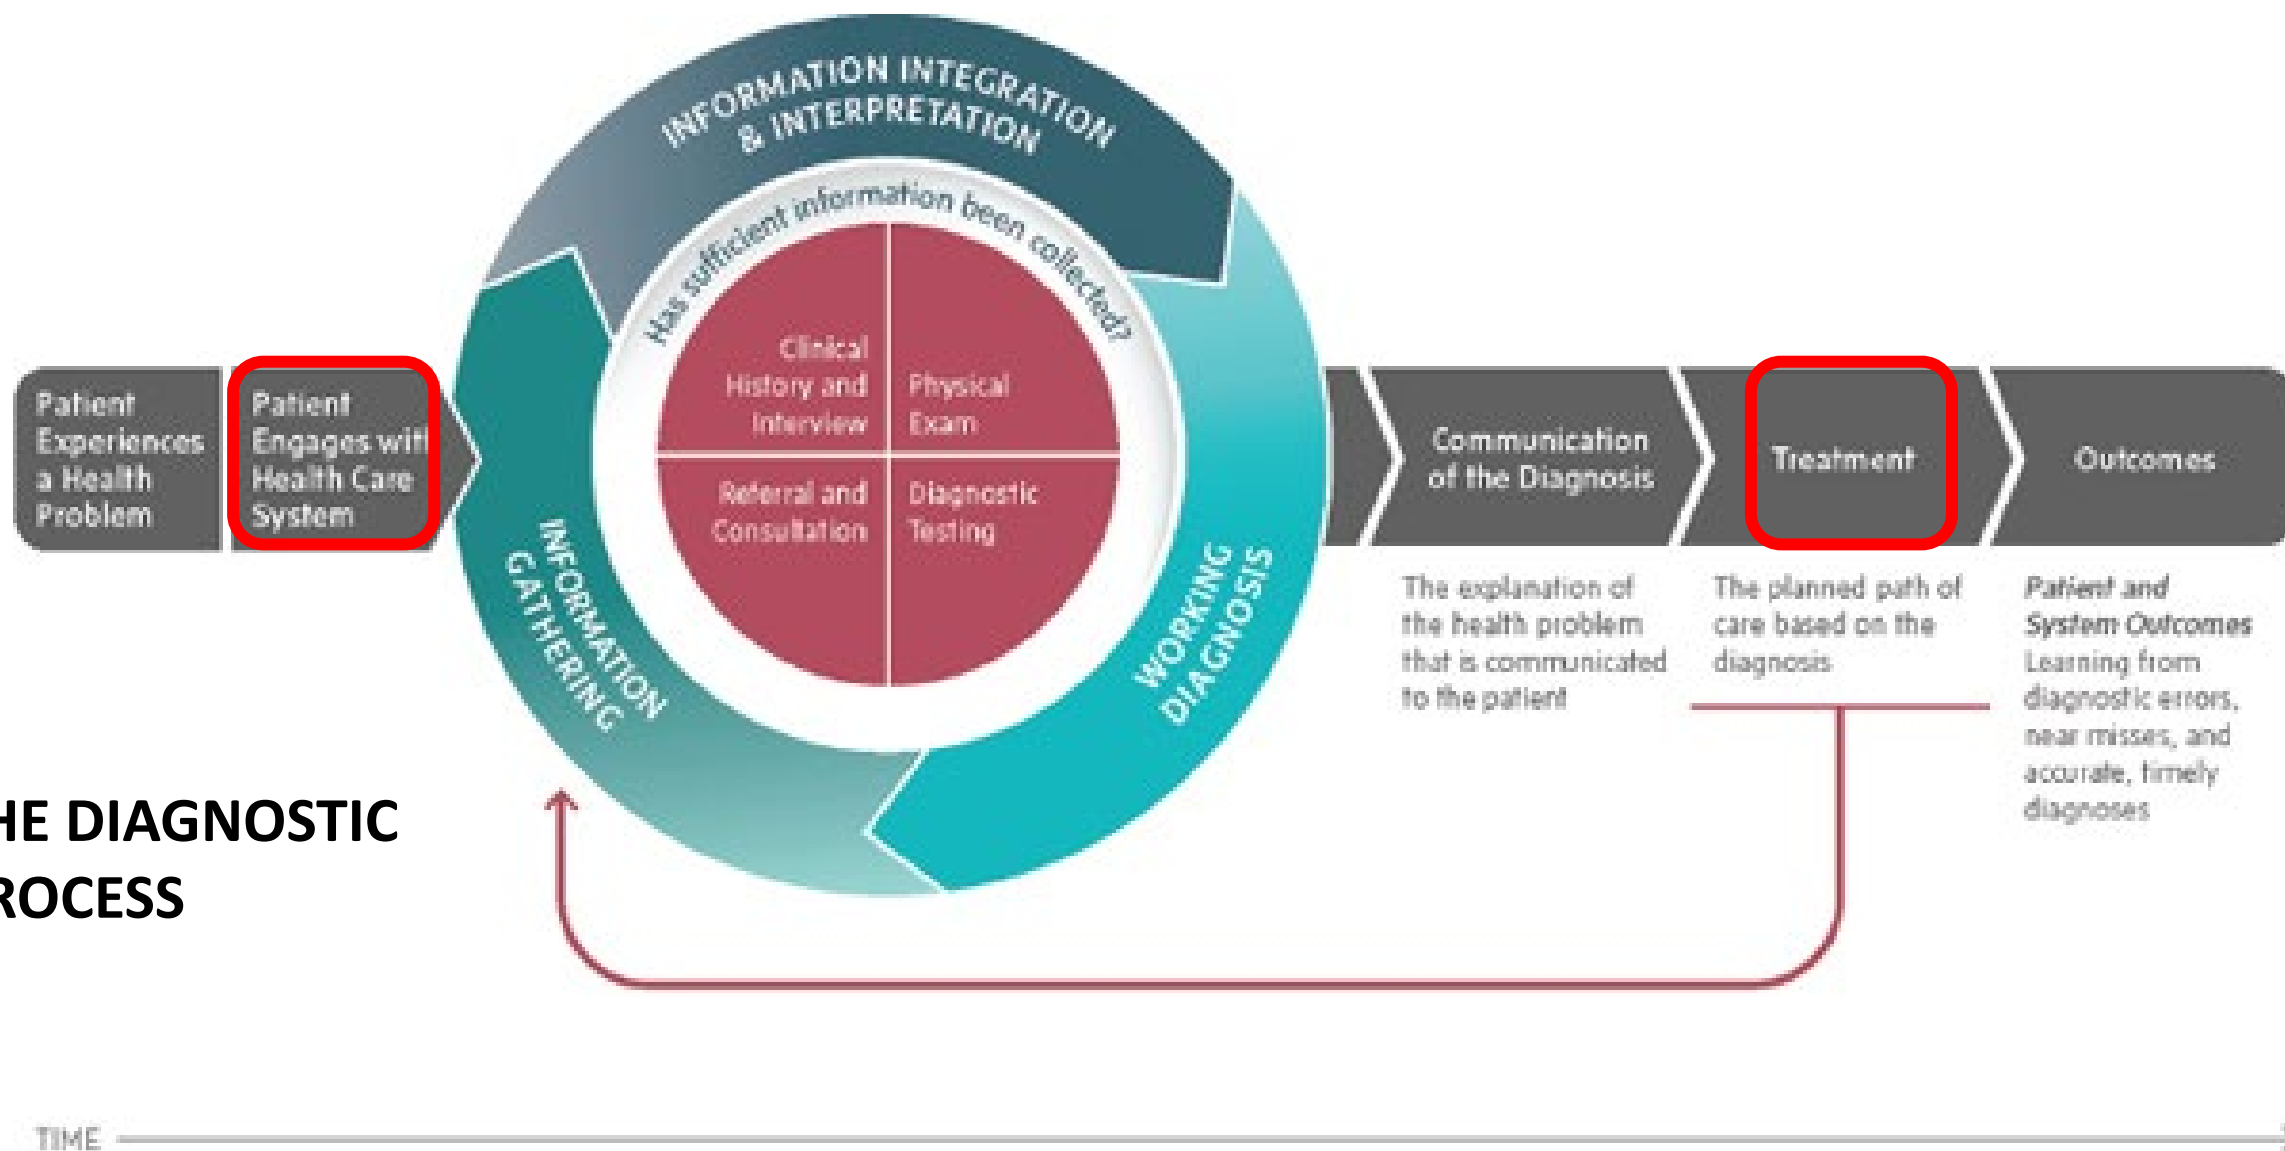 INFORMATION INTEGRATION
& INTERPRETATION
Has sufficient information been collected?
Patient
Experiences
a Health
Problem
Patient
Engages wit
Health Care
System
Clinical
History and
Interview
Physical
Exam
Referral and
Consultation
Diagnostic
Testing
INFORMATION
GATHERING
WORKING
DIAGNOSIS
Communication
of the Diagnosis
Treatment
Outcomes
The explanation of
the health problem
that is communicated
to the patient
The planned path of
care based on the
diagnosis
Patient and
System Outcomes
Learning from
diagnostic errors,
near misses, and
accurate, timely
diagnoses
HE DIAGNOSTIC
ROCESS
TIME